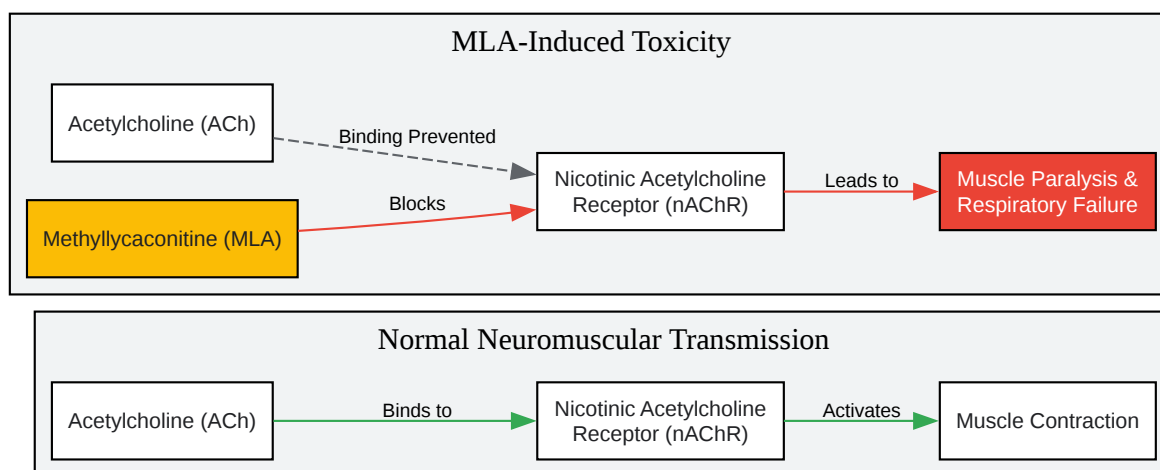 MLA-Induced Toxicity
Acetylcholine (ACh)
Binding Prevented
Methyllycaconitine (MLA)
Blocks
Nicotinic Acetylcholine
Receptor (nAChR)
Leads to
Muscle Paralysis &
Respiratory Failure
Normal Neuromuscular Transmission
Acetylcholine (ACh)
Binds to
Nicotinic Acetylcholine
Receptor (nAChR)
Activates
Muscle Contraction